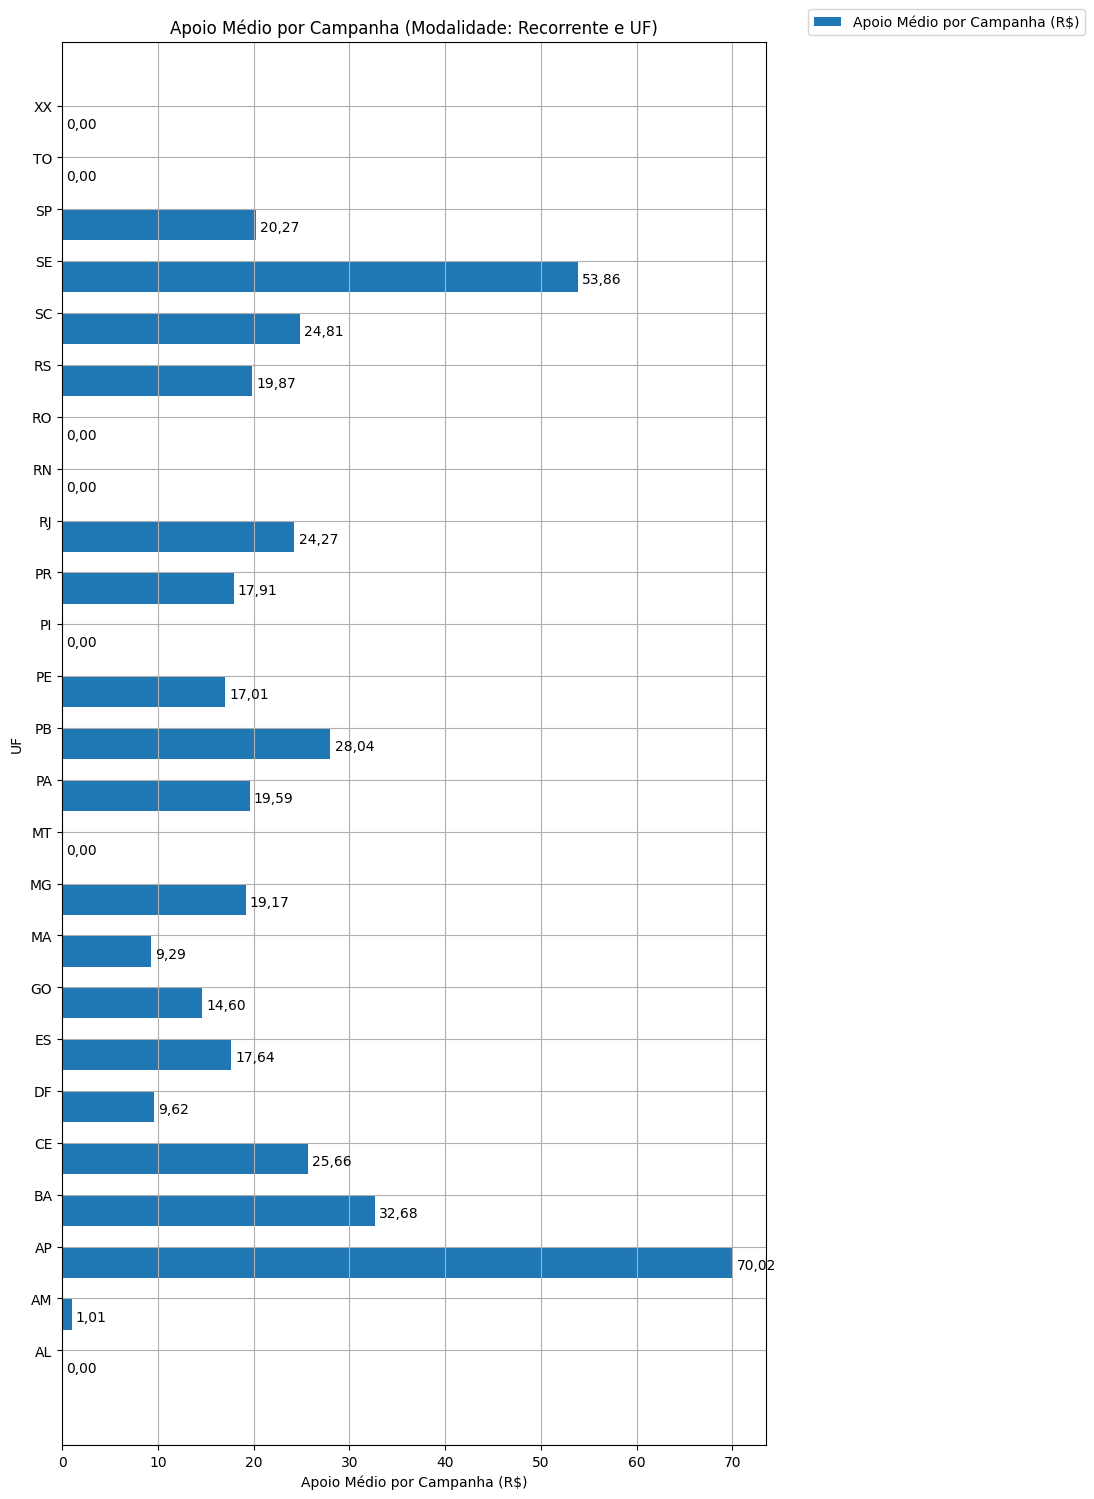 Apoio Médio por Campanha (Modalidade: Recorrente e UF)
Apoio Médio por Campanha (R$)
UF
XX
0,00
TO
0,00
SP
20,27
SE
53,86
SC
24,81
RS
19,87
RO
0,00
RN
0,00
RJ
24,27
PR
17,91
PI
0,00
PE
17,01
PB
28,04
PA
19,59
MT
0,00
MG
19,17
MA
9,29
GO
14,60
ES
17,64
DF
9,62
CE
25,66
BA
32,68
AP
70,02
AM
1,01
AL
0,00
0 10 20 30 40 50 60 70
Apoio Médio por Campanha (R$)